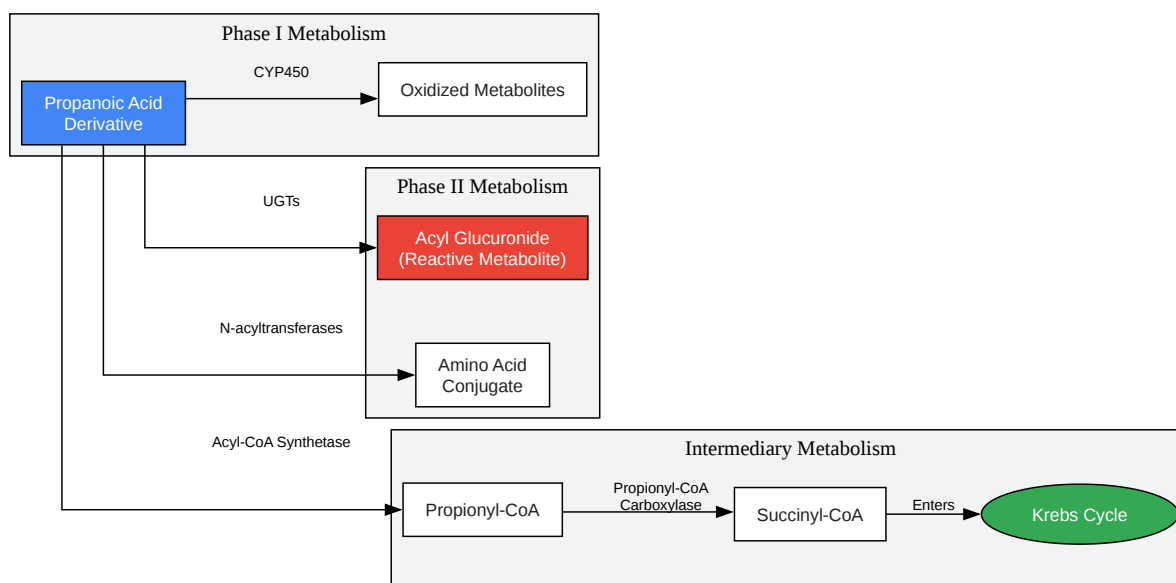 Phase I Metabolism
CYP450
Propanoic Acid
Derivative
Oxidized Metabolites
Phase II Metabolism
UGTs
Acyl Glucuronide
(Reactive Metabolite)
N-acyltransferases
Amino Acid
Conjugate
Acyl-CoA Synthetase
Intermediary Metabolism
Propionyl-CoA
Propionyl-CoA
Carboxylase
Succinyl-CoA
Enters
Krebs Cycle